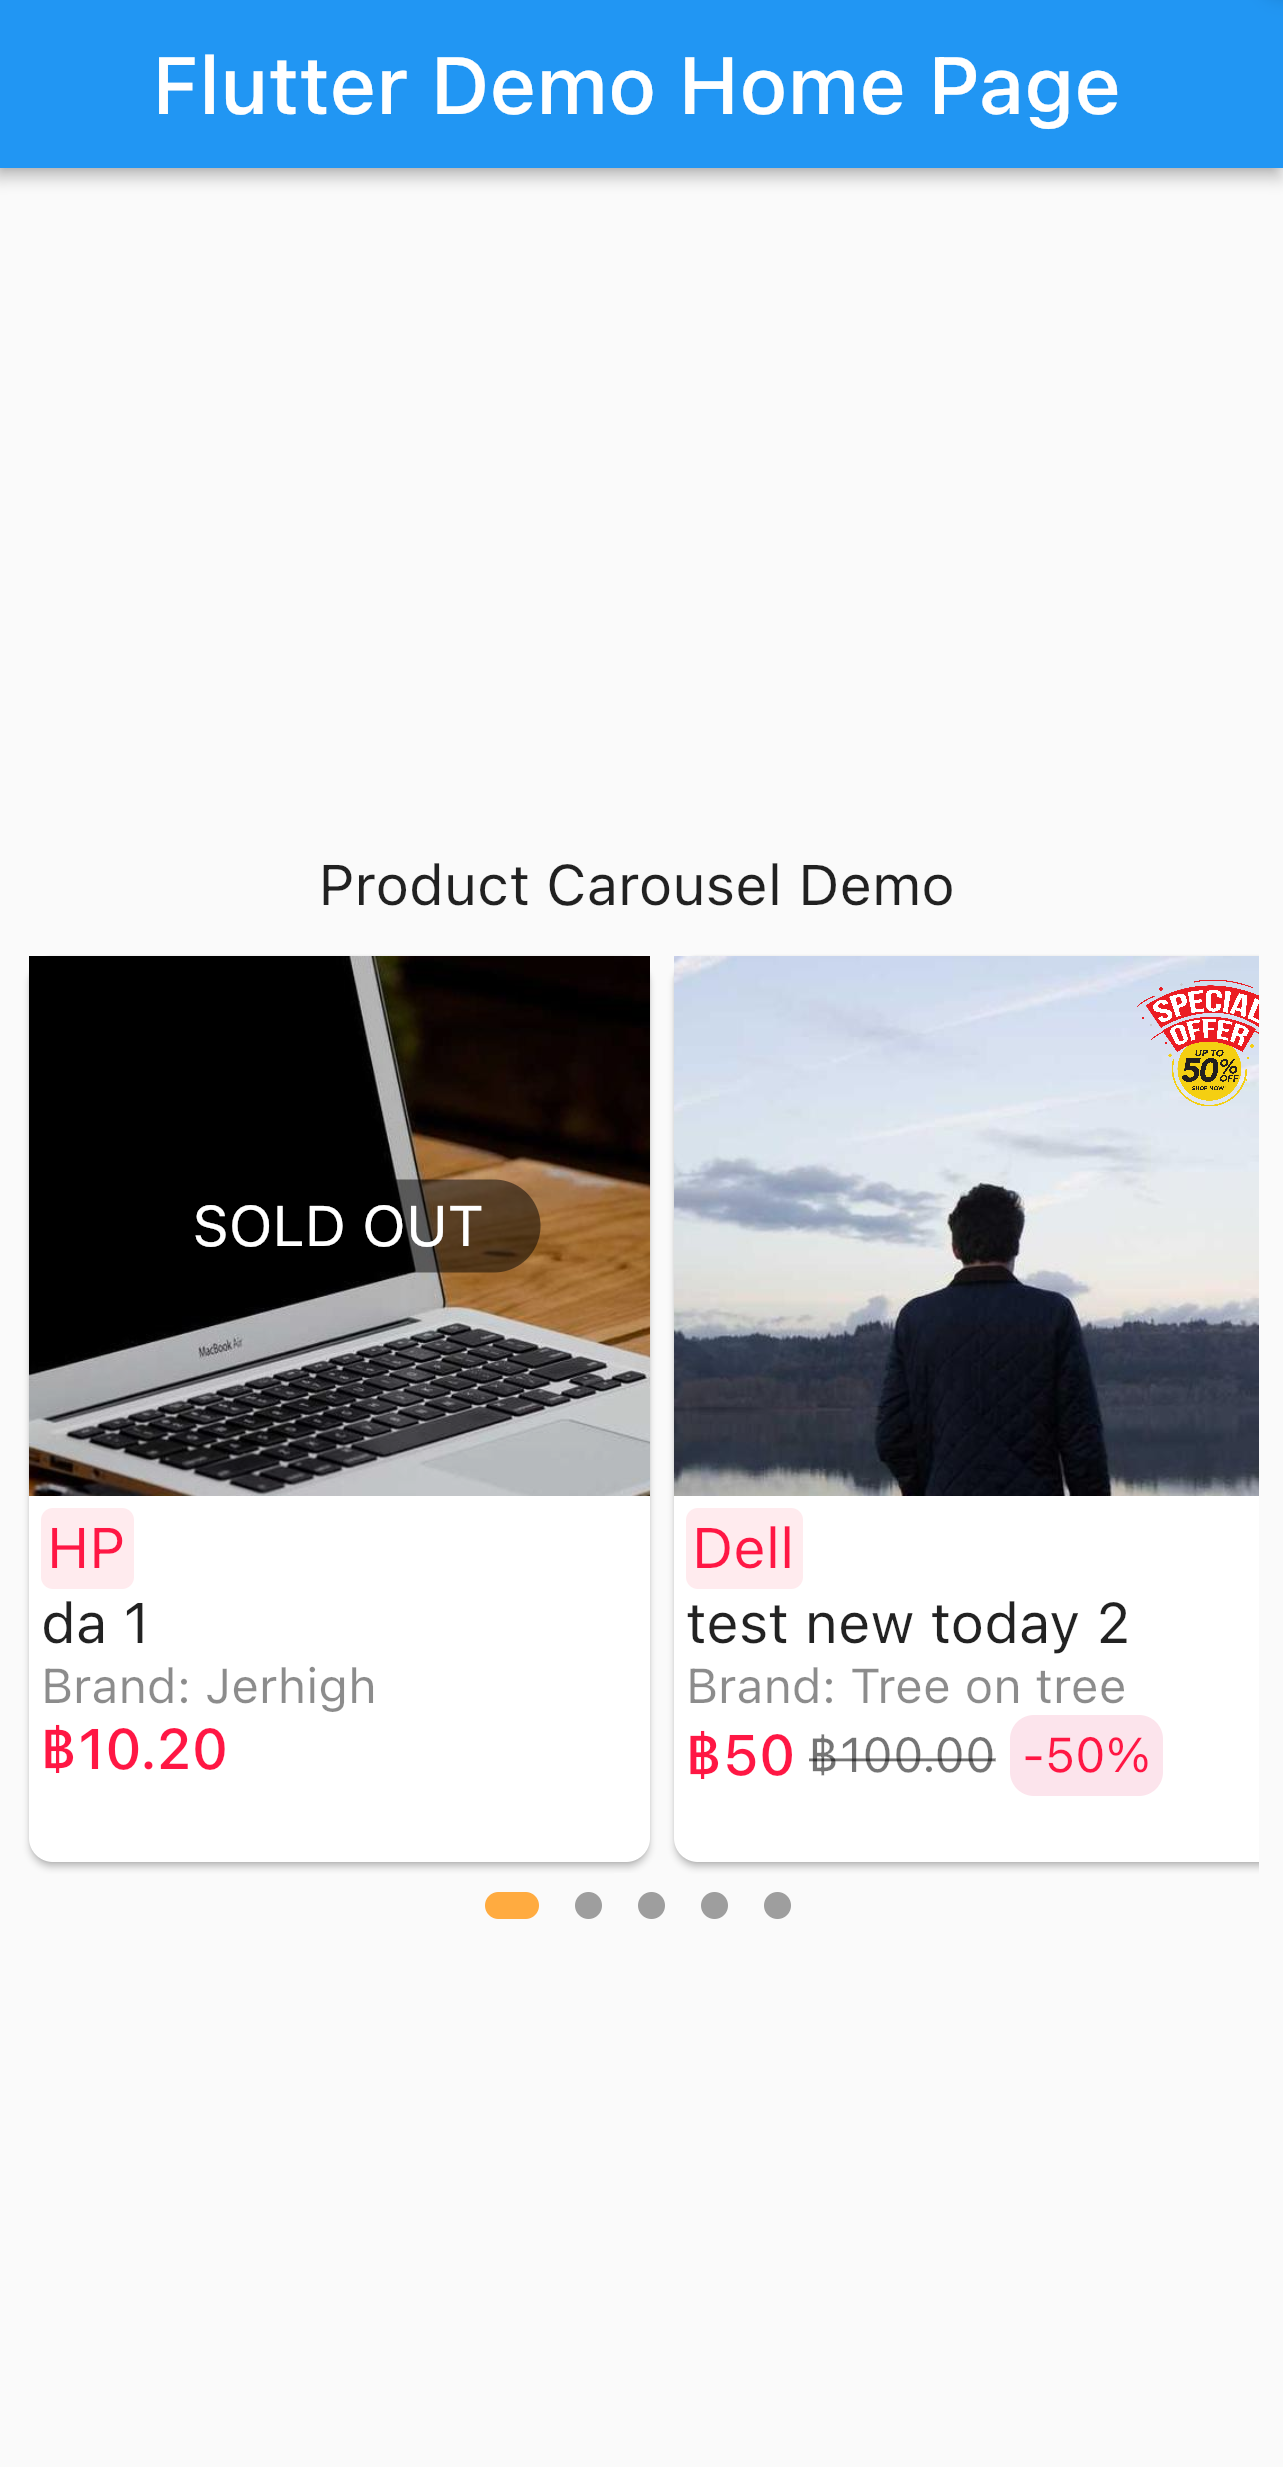 Flutter Demo Home Page
Product Carousel Demo
SOLD OUT
MacBook Air
HP
da 1
Brand: Jerhigh
฿10.20
SPECIAL
OFFER
UP TO
50% OFF
SHOP NOW
Dell
test new today 2
Brand: Tree on tree
฿50 ฿100.00 -50%